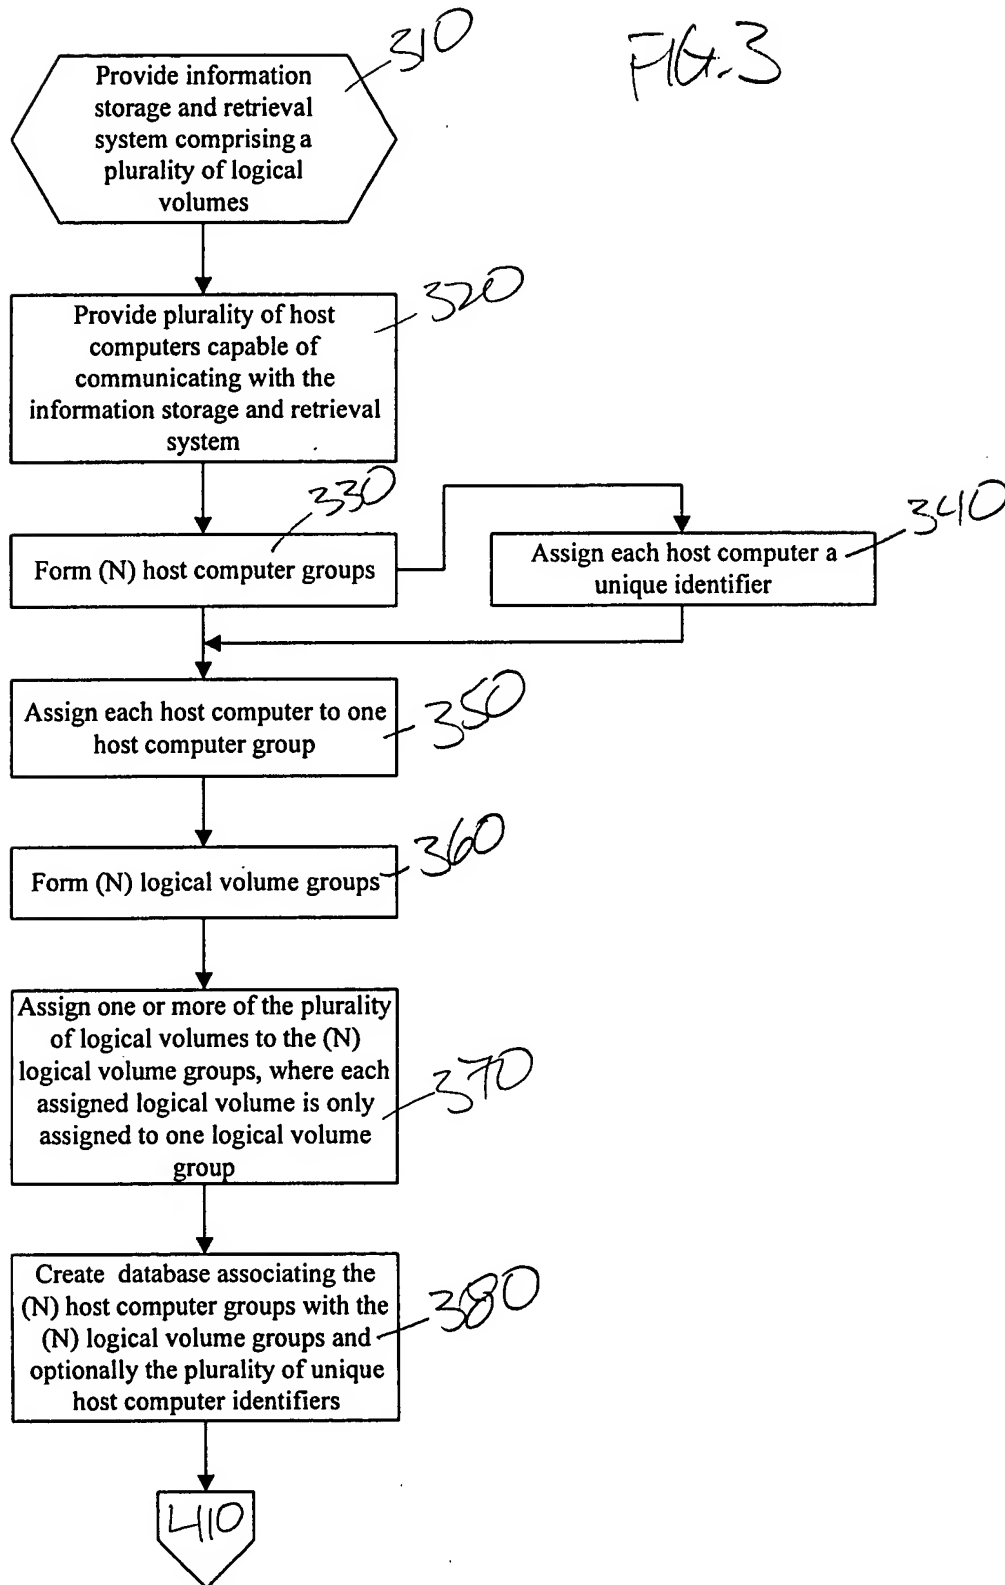 FIG. 3
310
Provide information
storage and retrieval
system comprising a
plurality of logical
volumes
320
Provide plurality of host
computers capable of
communicating with the
information storage and retrieval
system
330
Form (N) host computer groups
340
Assign each host computer a
unique identifier
350
Assign each host computer to one
host computer group
360
Form (N) logical volume groups
370
Assign one or more of the plurality
of logical volumes to the (N)
logical volume groups, where each
assigned logical volume is only
assigned to one logical volume
group
380
Create database associating the
(N) host computer groups with the
(N) logical volume groups and
optionally the plurality of unique
host computer identifiers
410